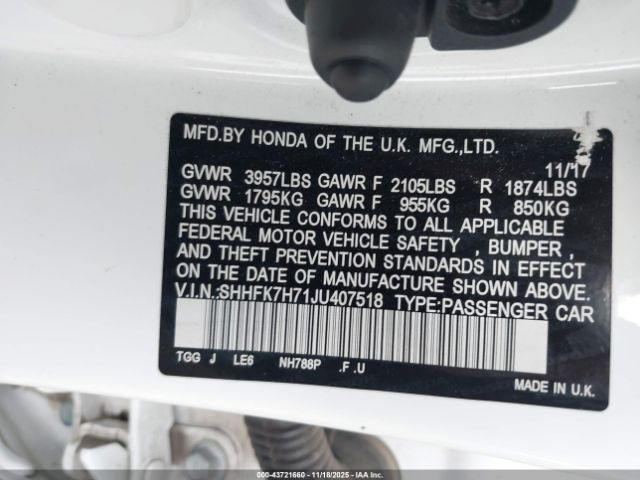 MFD.BY HONDA OF THE U.K. MFG.,LTD.
11/17
GVWR 3957LBS GAWR F 2105LBS R 1874LBS
GVWR 1795KG GAWR F 955KG R 850KG
THIS VEHICLE CONFORMS TO ALL APPLICABLE
FEDERAL MOTOR VEHICLE SAFETY , BUMPER ,
AND THEFT PREVENTION STANDARDS IN EFFECT
ON THE DATE OF MANUFACTURE SHOWN ABOVE.
V.I.N.:SHHFK7H71JU407518 TYPE:PASSENGER CAR
TGG J LE6 NH788P .F .U
MADE IN U.K.
000-43721660 - 11/18/2025 - IAAI.COM